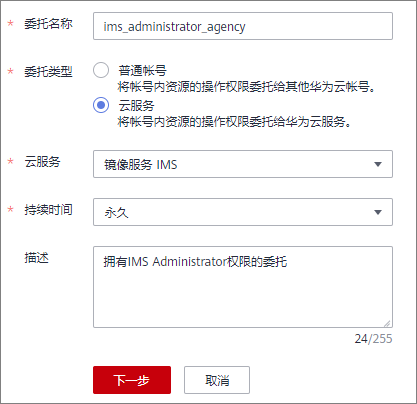 * 委托名称 ims_administrator_agency
* 委托类型 普通帐号
将帐号内资源的操作权限委托给其他华为云帐号。
云服务
将帐号内资源的操作权限委托给华为云服务。
* 云服务 镜像服务 IMS
* 持续时间 永久
描述 拥有IMS Administrator权限的委托
24/255
下一步 取消